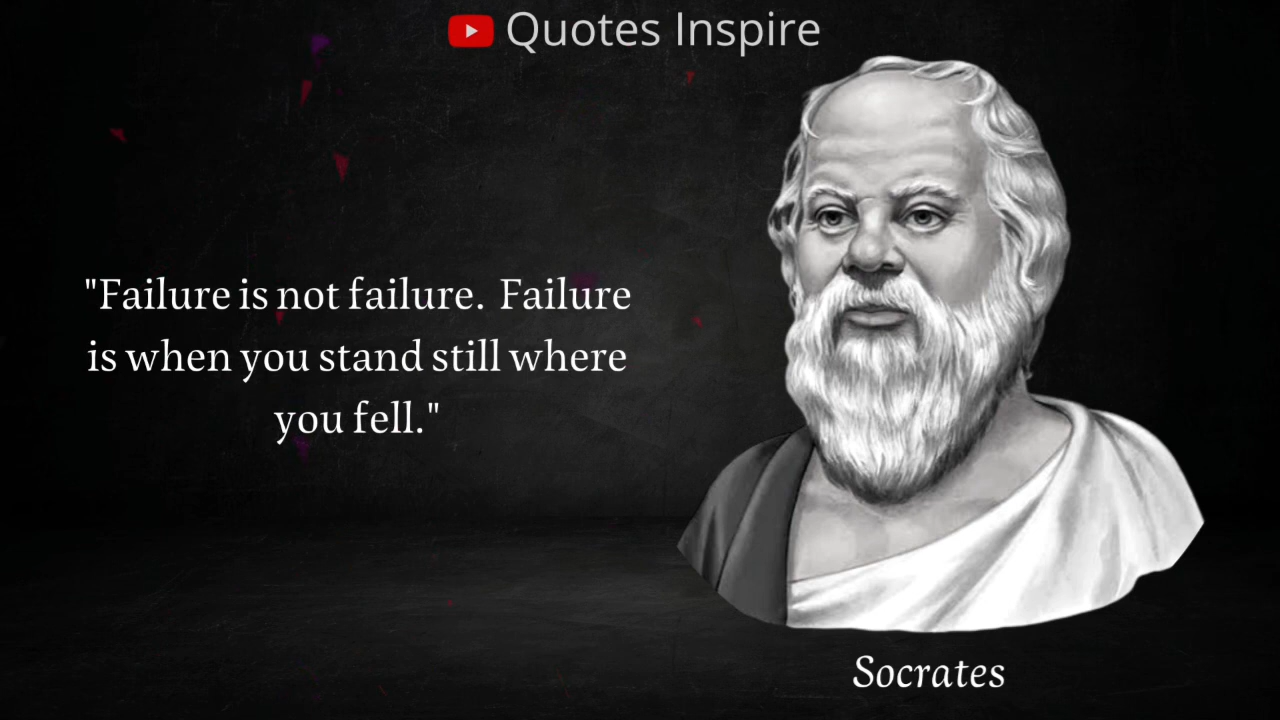 Quotes Inspire
"Failure is not failure.  Failure
is when you stand still where
you fell."
Socrates